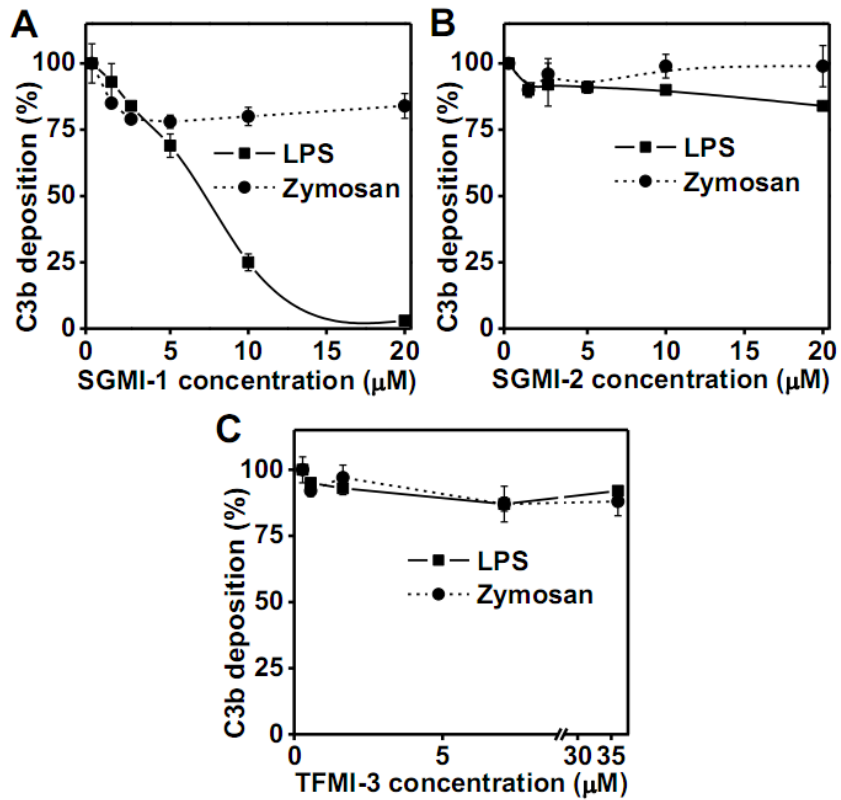 A
C3b deposition (%)
100
75
50
25
0
LPS
Zymosan
0 5 10 15 20
SGMI-1 concentration (µM)
B
C3b deposition (%)
100
75
50
25
0
LPS
Zymosan
0 5 10 15 20
SGMI-2 concentration (µM)
C
C3b deposition (%)
100
75
50
25
0
LPS
Zymosan
0 5 30 35
TFMI-3 concentration (µM)